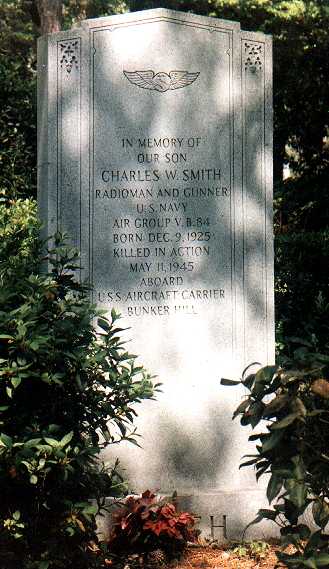 IN MEMORY OF
OUR SON
CHARLES W. SMITH
RADIOMAN AND GUNNER
U.S. NAVY
AIR GROUP V.B. 84
BORN DEC. 9, 1925
KILLED IN ACTION
MAY 11, 1945
ABOARD
U.S.S. AIRCRAFT CARRIER
BUNKER HILL
H